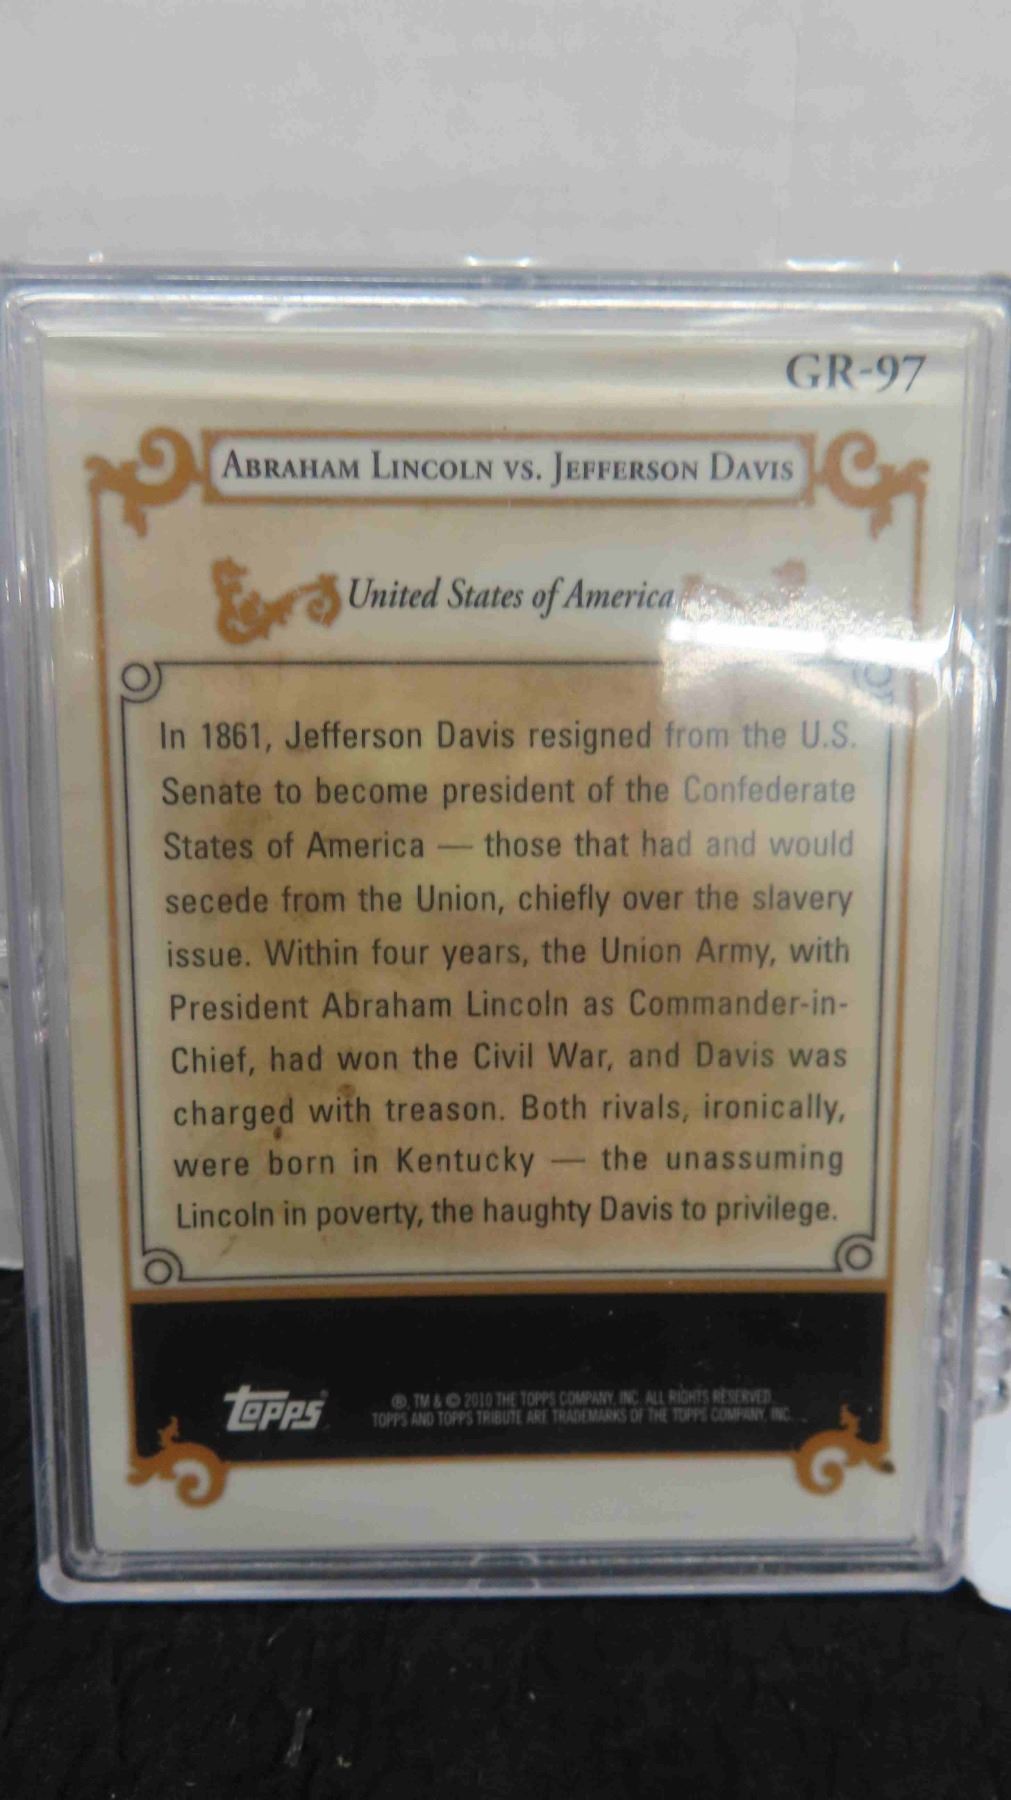 GR-97
ABRAHAM LINCOLN VS. JEFFERSON DAVIS
United States of America
In 1861, Jefferson Davis resigned from the U.S.
Senate to become president of the Confederate
States of America — those that had and would
secede from the Union, chiefly over the slavery
issue. Within four years, the Union Army, with
President Abraham Lincoln as Commander-in-
Chief, had won the Civil War, and Davis was
charged with treason. Both rivals, ironically,
were born in Kentucky — the unassuming
Lincoln in poverty, the haughty Davis to privilege.
Topps®
®, TM & © 2010 THE TOPPS COMPANY, INC. ALL RIGHTS RESERVED.
TOPPS AND TOPPS TRIBUTE ARE TRADEMARKS OF THE TOPPS COMPANY, INC.